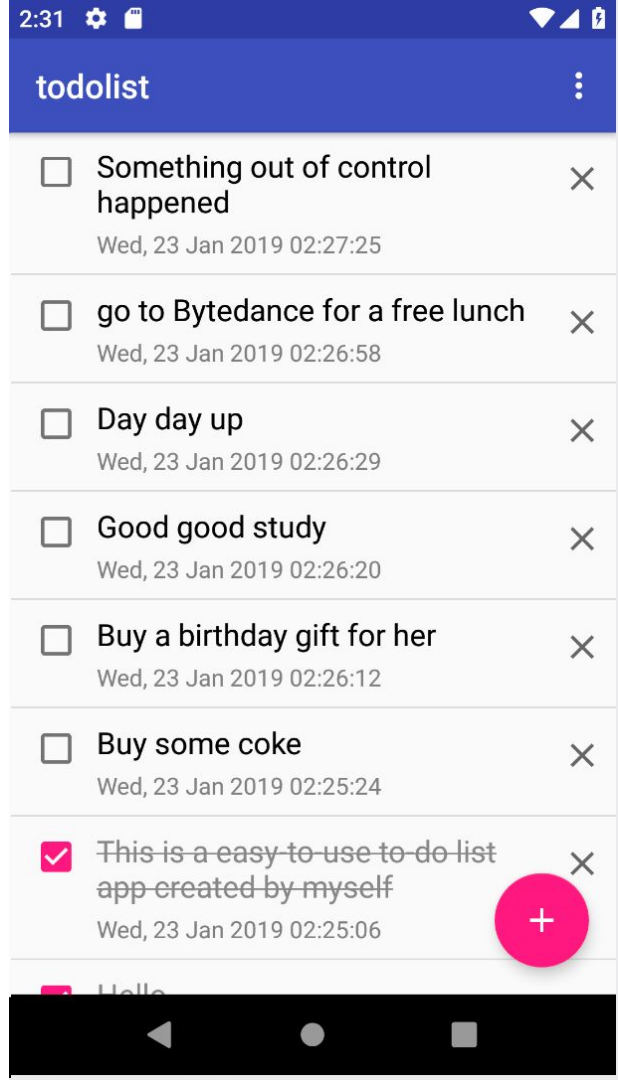 2:31
todolist
Something out of control
happened
Wed, 23 Jan 2019 02:27:25
go to Bytedance for a free lunch
Wed, 23 Jan 2019 02:26:58
Day day up
Wed, 23 Jan 2019 02:26:29
Good good study
Wed, 23 Jan 2019 02:26:20
Buy a birthday gift for her
Wed, 23 Jan 2019 02:26:12
Buy some coke
Wed, 23 Jan 2019 02:25:24
This is a easy-to-use to-do list
app created by myself
Wed, 23 Jan 2019 02:25:06
Hello